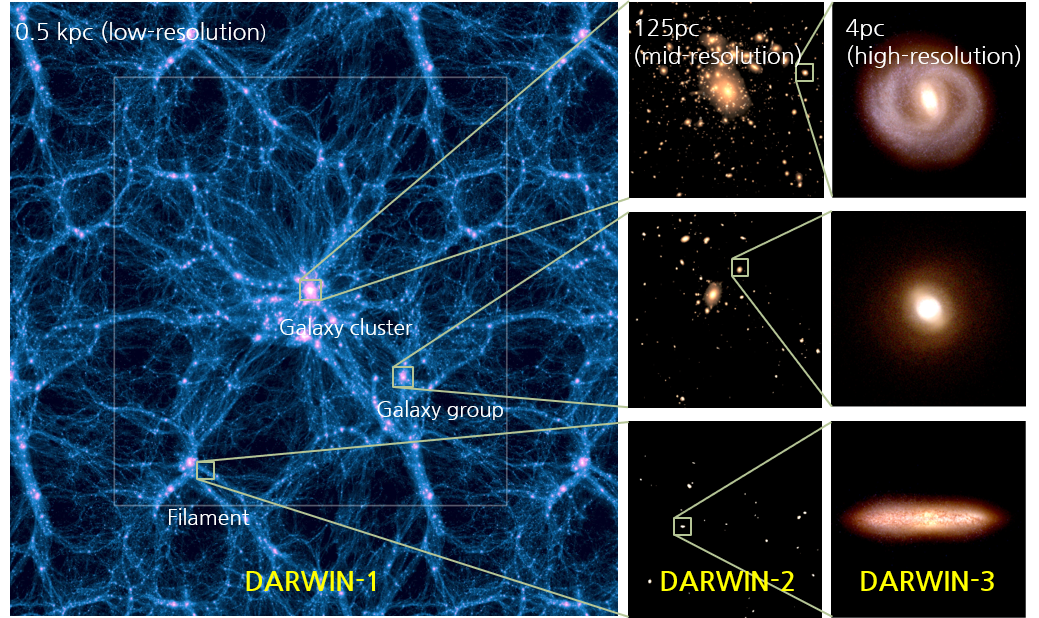 0.5 kpc (low-resolution)
125pc
(mid-resolution)
4pc
(high-resolution)
Galaxy cluster
Galaxy group
Filament
DARWIN-1
DARWIN-2
DARWIN-3